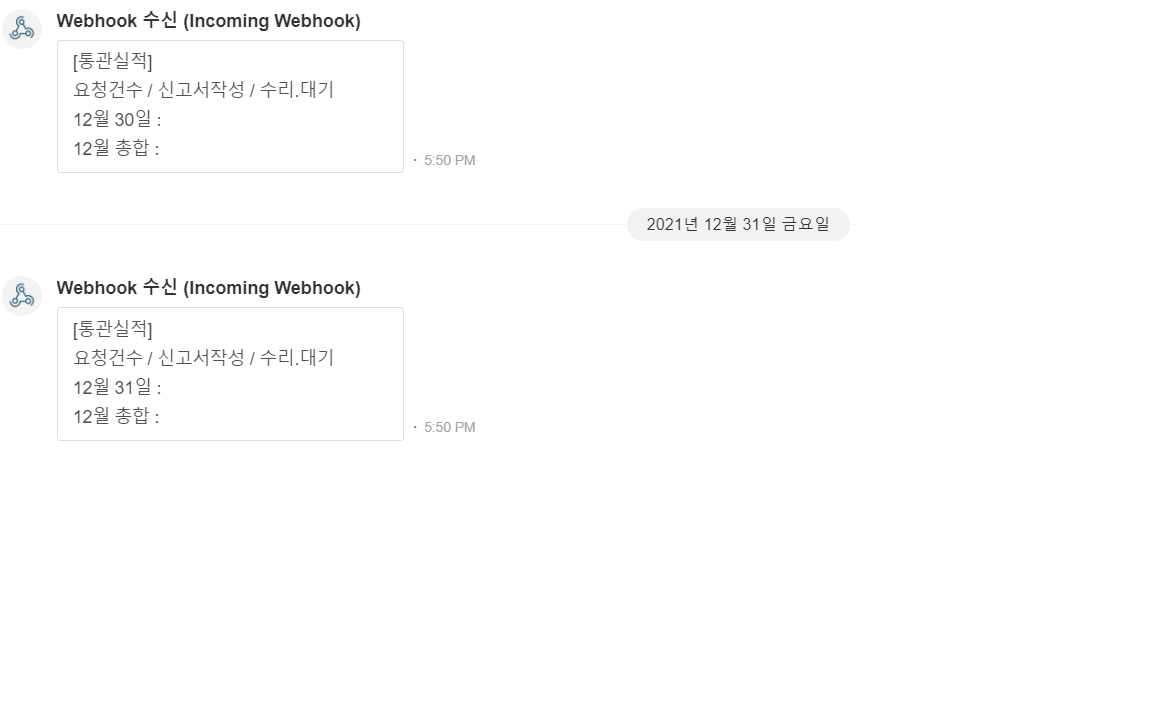 Webhook 수신 (Incoming Webhook)
[통관실적]
요청건수 / 신고서작성 / 수리.대기
12월 30일 :
12월 총합 :
· 5:50 PM
2021년 12월 31일 금요일
Webhook 수신 (Incoming Webhook)
[통관실적]
요청건수 / 신고서작성 / 수리.대기
12월 31일 :
12월 총합 :
· 5:50 PM